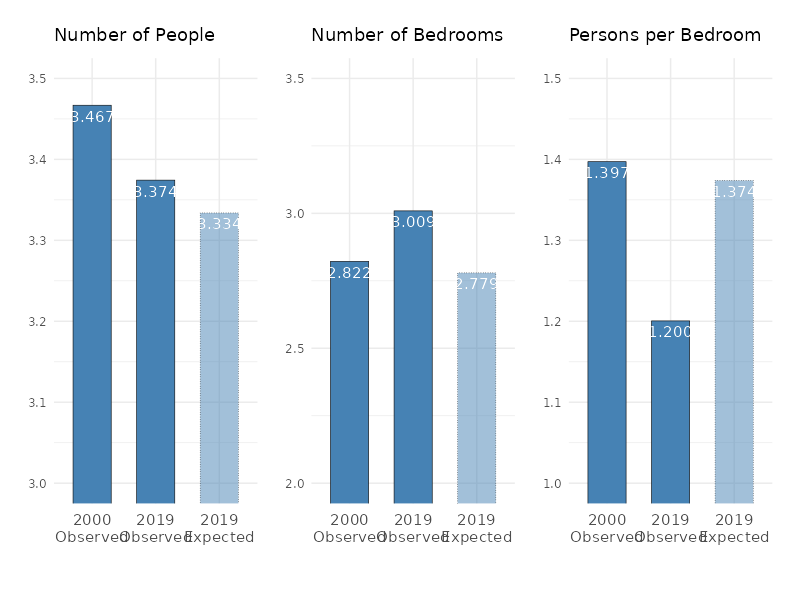 Number of People
3.5
3.4
3.3
3.2
3.1
3.0
3.467
3.374
3.334
2000
Observed
2019
Observed
2019
Expected
Number of Bedrooms
3.5
3.0
2.5
2.0
2.822
3.009
2.779
2000
Observed
2019
Observed
2019
Expected
Persons per Bedroom
1.5
1.4
1.3
1.2
1.1
1.0
1.397
1.200
1.374
2000
Observed
2019
Observed
2019
Expected